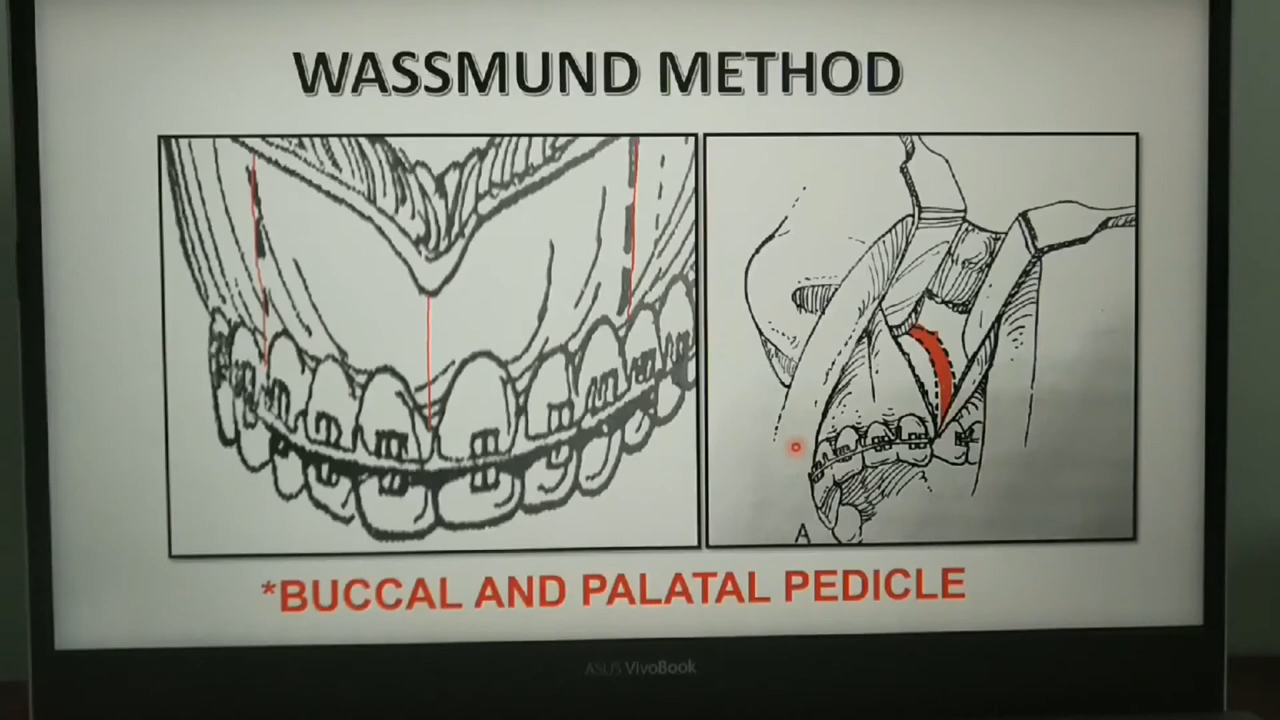 WASSMUND METHOD
A
*BUCCAL AND PALATAL PEDICLE
ASUS VivoBook